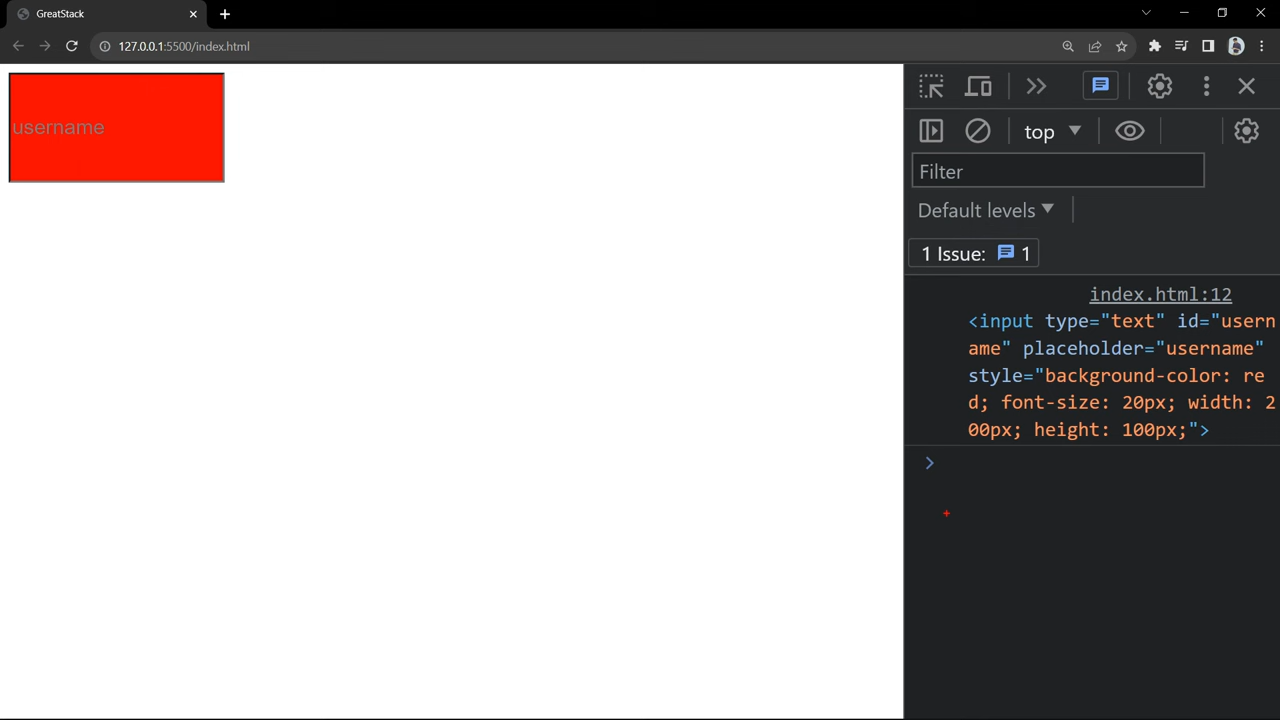 GreatStack
127.0.0.1:5500/index.html
username
top
Filter
Default levels
1 Issue: 1
index.html:12
<input type="text" id="usern
ame" placeholder="username"
style="background-color: re
d; font-size: 20px; width: 2
00px; height: 100px;">